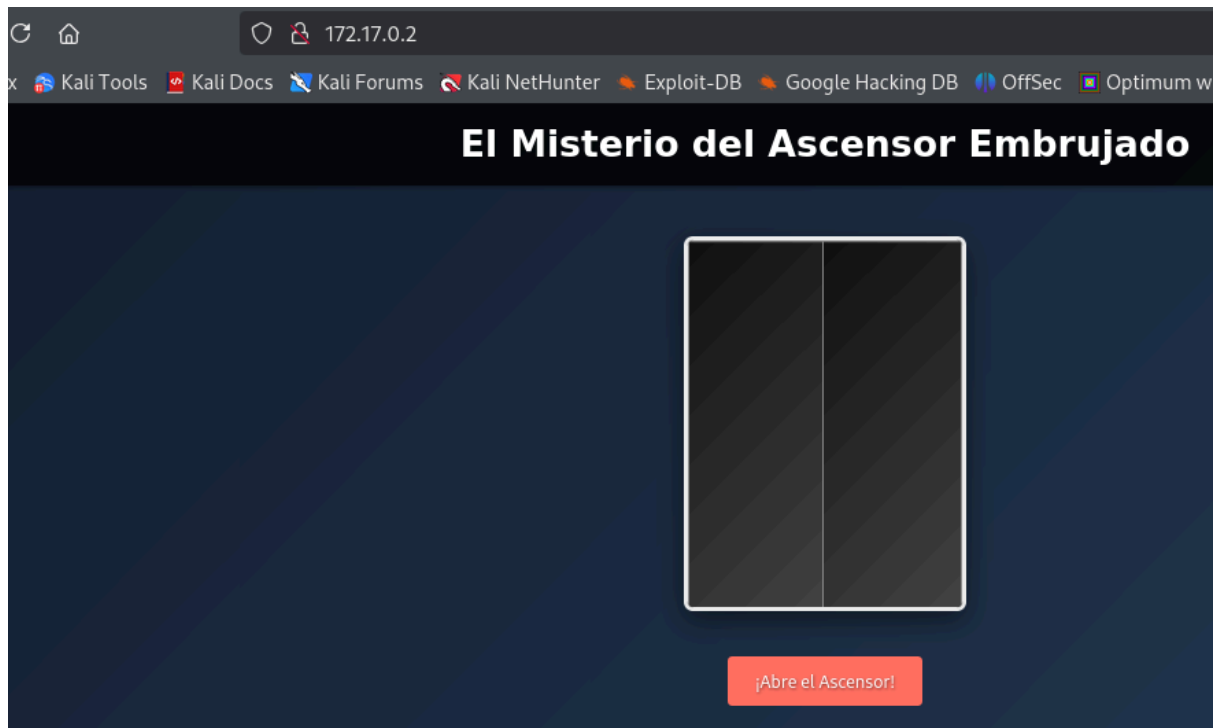 172.17.0.2
x Kali Tools Kali Docs Kali Forums Kali NetHunter Exploit-DB Google Hacking DB OffSec Optimum w
El Misterio del Ascensor Embrujado
¡Abre el Ascensor!